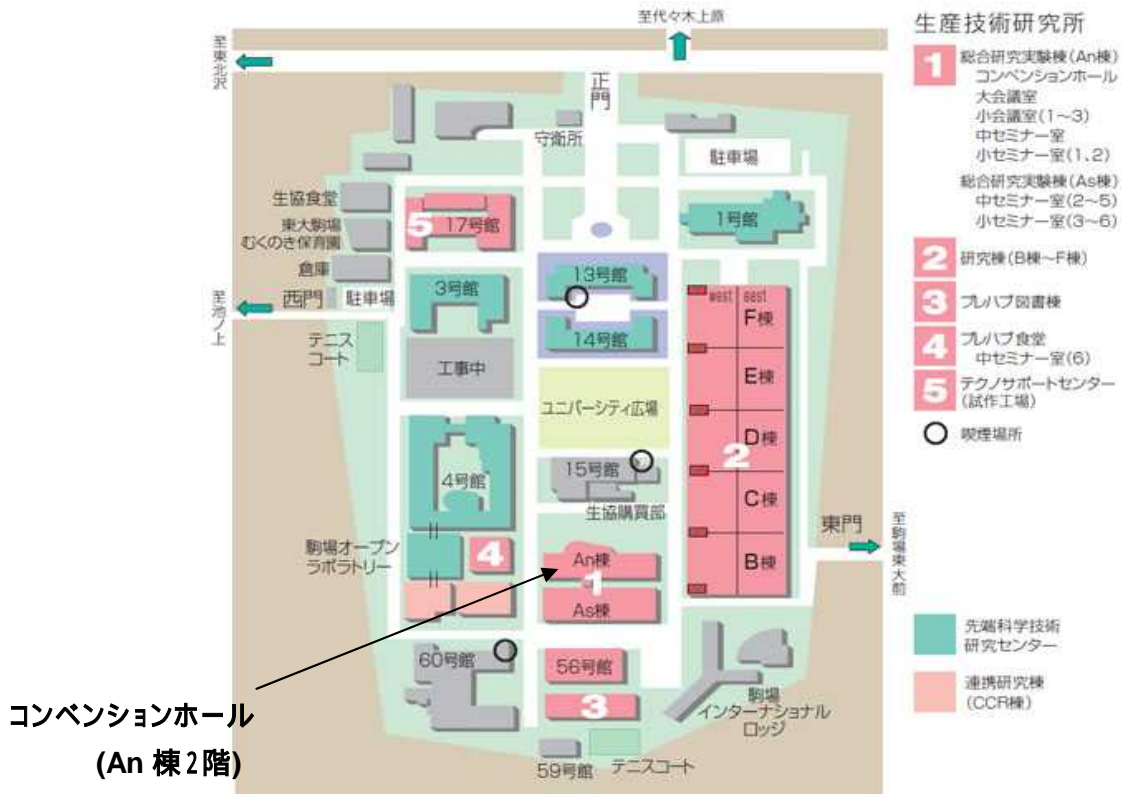 至代々木上原
至東北沢
正門
守衛所
駐車場
生協食堂
東大駒場
むくのき保育園
倉庫
西門
駐車場
至池ノ上
テニス
コート
5 17号館
1号館
3号館
13号館
14号館
工事中
ユニバーシティ広場
west east
F棟
E棟
D棟
2
C棟
B棟
4号館
15号館
生協購買部
東門
至駒場東大前
駒場オープン
ラボラトリー
4
An棟
1
As棟
60号館
56号館
3
59号館
テニスコート
駒場
インターナショナル
ロッジ
コンベンションホール
(An 棟2階)
生産技術研究所
1 総合研究実験棟(An棟)
コンベンションホール
大会議室
小会議室(1~3)
中セミナー室
小セミナー室(1、2)
総合研究実験棟(As棟)
中セミナー室(2~5)
小セミナー室(3~6)
2 研究棟(B棟~F棟)
3 プレハブ図書棟
4 プレハブ食堂
中セミナー室(6)
5 テクノサポートセンター
(試作工場)
喫煙場所
先端科学技術
研究センター
連携研究棟
(CCR棟)